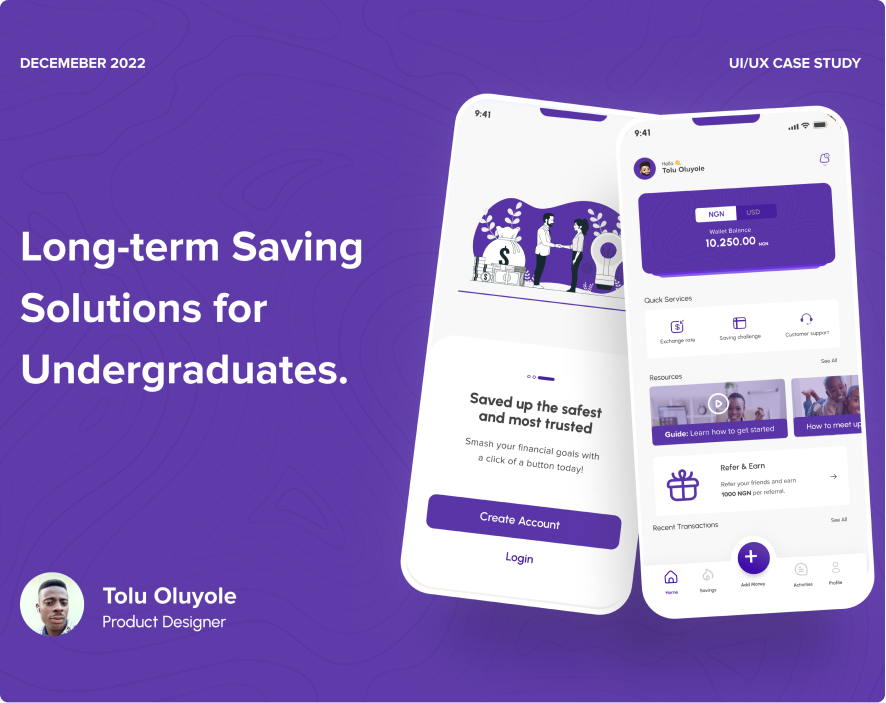 DECEMEBER 2022
UI/UX CASE STUDY
Long-term Saving
Solutions for
Undergraduates.
Tolu Oluyole
Product Designer
9:41
$
$
Saved up the safest
and most trusted
Smash your financial goals with
a click of a button today!
Create Account
Login
9:41
Hello 👋
Tolu Oluyole
NGN
USD
Wallet Balance
10,250.00 NGN
Quick Services
Exchange rate
Saving challenge
Customer support
See All
Resources
Guide: Learn how to get started
How to meet up
Refer & Earn
Refer your friends and earn
1000 NGN per referral.
Recent Transactions
See All
Home
Savings
Add Money
Activities
Profile